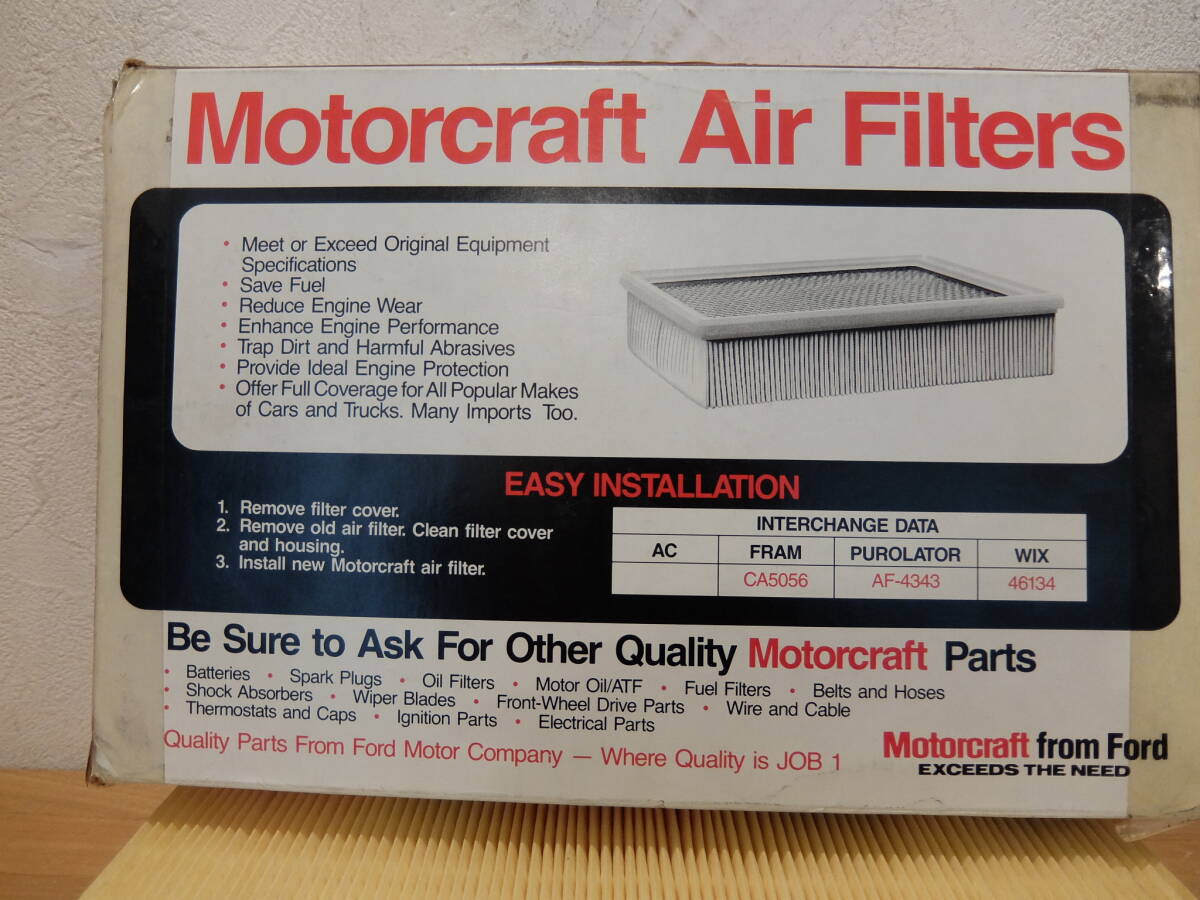 Motorcraft Air Filters
• Meet or Exceed Original Equipment
Specifications
• Save Fuel
• Reduce Engine Wear
• Enhance Engine Performance
• Trap Dirt and Harmful Abrasives
• Provide Ideal Engine Protection
• Offer Full Coverage for All Popular Makes
of Cars and Trucks. Many Imports Too.
EASY INSTALLATION
1. Remove filter cover.
2. Remove old air filter. Clean filter cover
and housing.
3. Install new Motorcraft air filter.
INTERCHANGE DATA
AC FRAM PUROLATOR WIX
CA5056 AF-4343 46134
Be Sure to Ask For Other Quality Motorcraft Parts
• Batteries • Spark Plugs • Oil Filters • Motor Oil/ATF • Fuel Filters • Belts and Hoses
• Shock Absorbers • Wiper Blades • Front-Wheel Drive Parts • Wire and Cable
• Thermostats and Caps • Ignition Parts • Electrical Parts
Quality Parts From Ford Motor Company — Where Quality is JOB 1
Motorcraft from Ford
EXCEEDS THE NEED